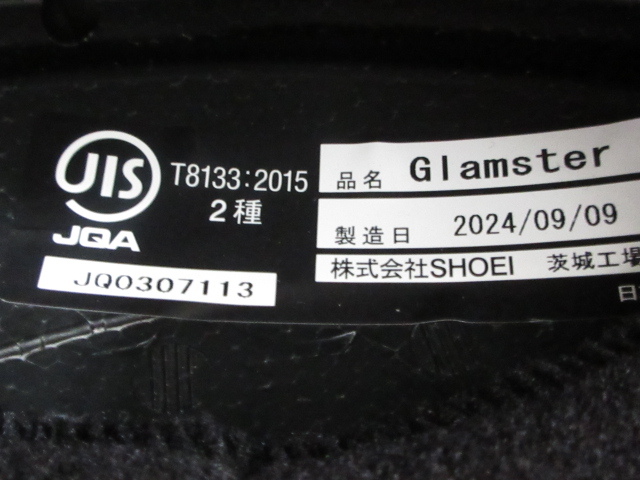 JIS
JQA
T8133:2015
2種
JQ0307113
品名 Glamster
製造日 2024/09/09
株式会社SHOEI 茨城工場
日